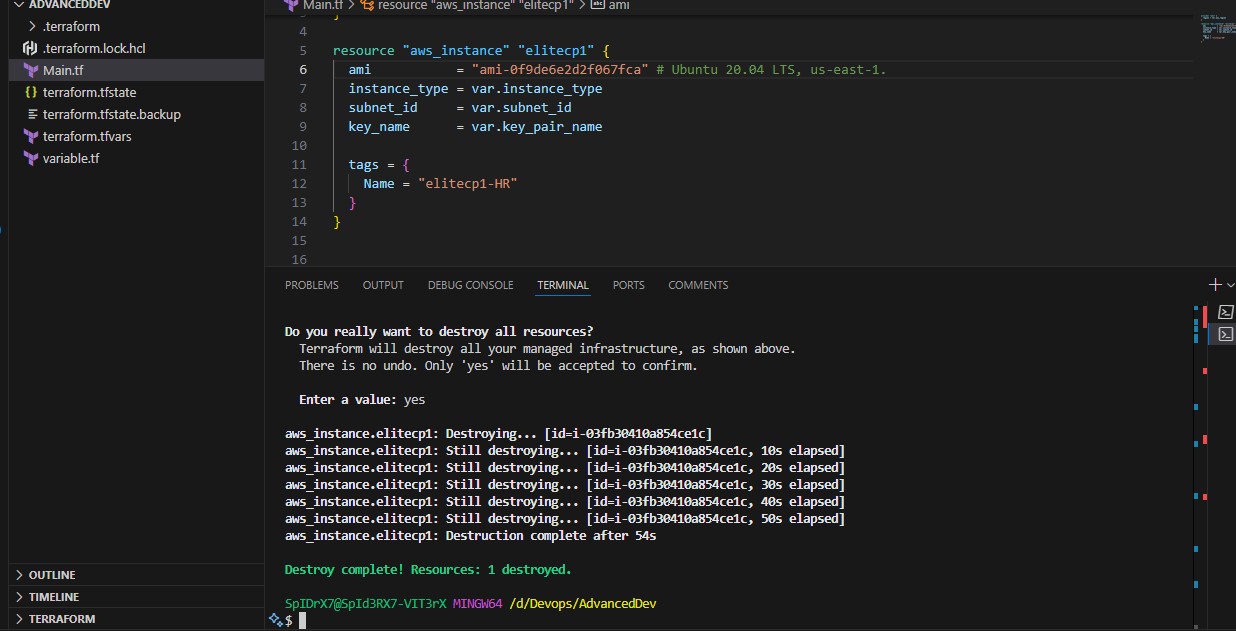 ADVANCEDDEV
.terraform
.terraform.lock.hcl
Main.tf
terraform.tfstate
terraform.tfstate.backup
terraform.tfvars
variable.tf
OUTLINE
TIMELINE
TERRAFORM
Main.tf > resource "aws_instance" "elitecp1" > abc ami
3 }
4
5 resource "aws_instance" "elitecp1" {
6 ami = "ami-0f9de6e2d2f067fca" # Ubuntu 20.04 LTS, us-east-1.
7 instance_type = var.instance_type
8 subnet_id = var.subnet_id
9 key_name = var.key_pair_name
10
11 tags = {
12 Name = "elitecp1-HR"
13 }
14 }
15
16
PROBLEMS OUTPUT DEBUG CONSOLE TERMINAL PORTS COMMENTS
Do you really want to destroy all resources?
Terraform will destroy all your managed infrastructure, as shown above.
There is no undo. Only 'yes' will be accepted to confirm.
Enter a value: yes
aws_instance.elitecp1: Destroying... [id=i-03fb30410a854ce1c]
aws_instance.elitecp1: Still destroying... [id=i-03fb30410a854ce1c, 10s elapsed]
aws_instance.elitecp1: Still destroying... [id=i-03fb30410a854ce1c, 20s elapsed]
aws_instance.elitecp1: Still destroying... [id=i-03fb30410a854ce1c, 30s elapsed]
aws_instance.elitecp1: Still destroying... [id=i-03fb30410a854ce1c, 40s elapsed]
aws_instance.elitecp1: Still destroying... [id=i-03fb30410a854ce1c, 50s elapsed]
aws_instance.elitecp1: Destruction complete after 54s
Destroy complete! Resources: 1 destroyed.
SpIDrX7@SpId3RX7-VIT3rX MINGW64 /d/Devops/AdvancedDev
$